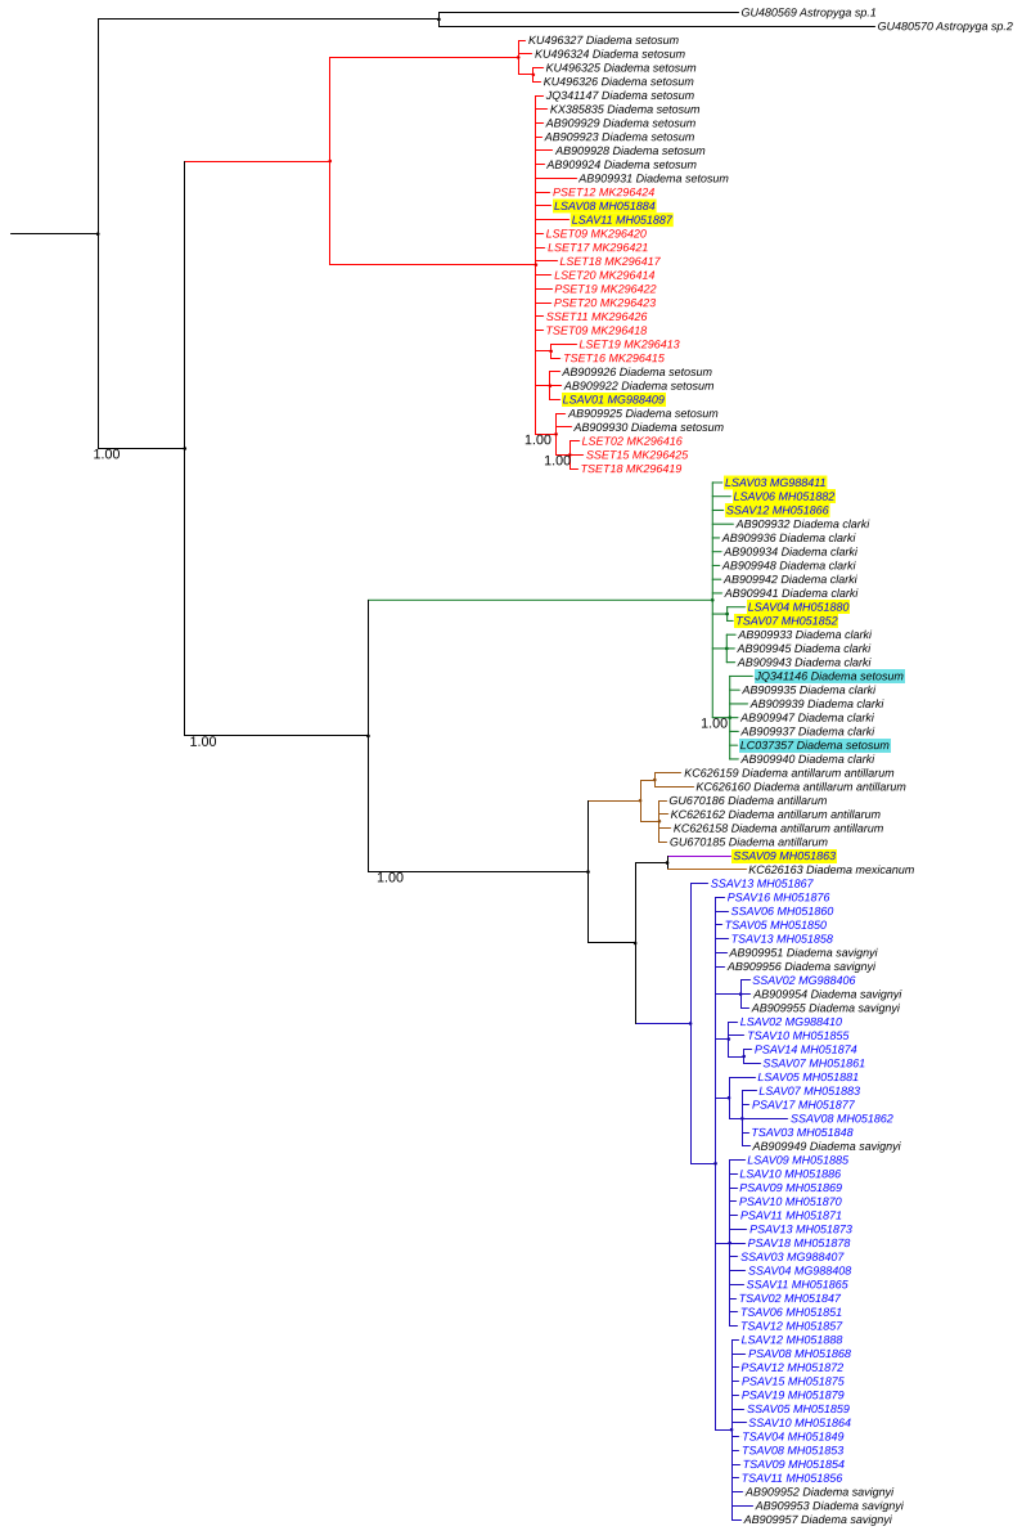 GU480569 Astropyga sp.1
GU480570 Astropyga sp.2
KU496327 Diadema setosum
KU496324 Diadema setosum
KU496325 Diadema setosum
KU496326 Diadema setosum
JQ341147 Diadema setosum
KX385835 Diadema setosum
AB909929 Diadema setosum
AB909923 Diadema setosum
AB909928 Diadema setosum
AB909924 Diadema setosum
AB909931 Diadema setosum
PSET12 MK296424
LSAV08 MH051884
LSAV11 MH051887
LSET09 MK296420
LSET17 MK296421
LSET18 MK296417
LSET20 MK296414
PSET19 MK296422
PSET20 MK296423
SSET11 MK296426
TSET09 MK296418
LSET19 MK296413
TSET16 MK296415
AB909926 Diadema setosum
AB909922 Diadema setosum
LSAV01 MG988409
AB909925 Diadema setosum
AB909930 Diadema setosum
1.00
LSET02 MK296416
1.00
SSET15 MK296425
1.00
TSET18 MK296419
LSAV03 MG988411
LSAV06 MH051882
SSAV12 MH051866
AB909932 Diadema clarki
AB909936 Diadema clarki
AB909934 Diadema clarki
AB909948 Diadema clarki
AB909942 Diadema clarki
AB909941 Diadema clarki
LSAV04 MH051880
TSAV07 MH051852
AB909933 Diadema clarki
AB909945 Diadema clarki
AB909943 Diadema clarki
JQ341146 Diadema setosum
AB909935 Diadema clarki
AB909939 Diadema clarki
AB909947 Diadema clarki
1.00
AB909937 Diadema clarki
1.00
LC037357 Diadema setosum
AB909940 Diadema clarki
KC626159 Diadema antillarum antillarum
KC626160 Diadema antillarum antillarum
GU670186 Diadema antillarum
KC626162 Diadema antillarum antillarum
KC626158 Diadema antillarum antillarum
GU670185 Diadema antillarum
SSAV09 MH051863
KC626163 Diadema mexicanum
1.00
SSAV13 MH051867
PSAV16 MH051876
SSAV06 MH051860
TSAV05 MH051850
TSAV13 MH051858
AB909951 Diadema savignyi
AB909956 Diadema savignyi
SSAV02 MG988406
AB909954 Diadema savignyi
AB909955 Diadema savignyi
LSAV02 MG988410
TSAV10 MH051855
PSAV14 MH051874
SSAV07 MH051861
LSAV05 MH051881
LSAV07 MH051883
PSAV17 MH051877
SSAV08 MH051862
TSAV03 MH051848
AB909949 Diadema savignyi
LSAV09 MH051885
LSAV10 MH051886
PSAV09 MH051869
PSAV10 MH051870
PSAV11 MH051871
PSAV13 MH051873
PSAV18 MH051878
SSAV03 MG988407
SSAV04 MG988408
SSAV11 MH051865
TSAV02 MH051847
TSAV06 MH051851
TSAV12 MH051857
LSAV12 MH051888
PSAV08 MH051868
PSAV12 MH051872
PSAV15 MH051875
PSAV19 MH051879
SSAV05 MH051859
SSAV10 MH051864
TSAV04 MH051849
TSAV08 MH051853
TSAV09 MH051854
TSAV11 MH051856
AB909952 Diadema savignyi
AB909953 Diadema savignyi
AB909957 Diadema savignyi